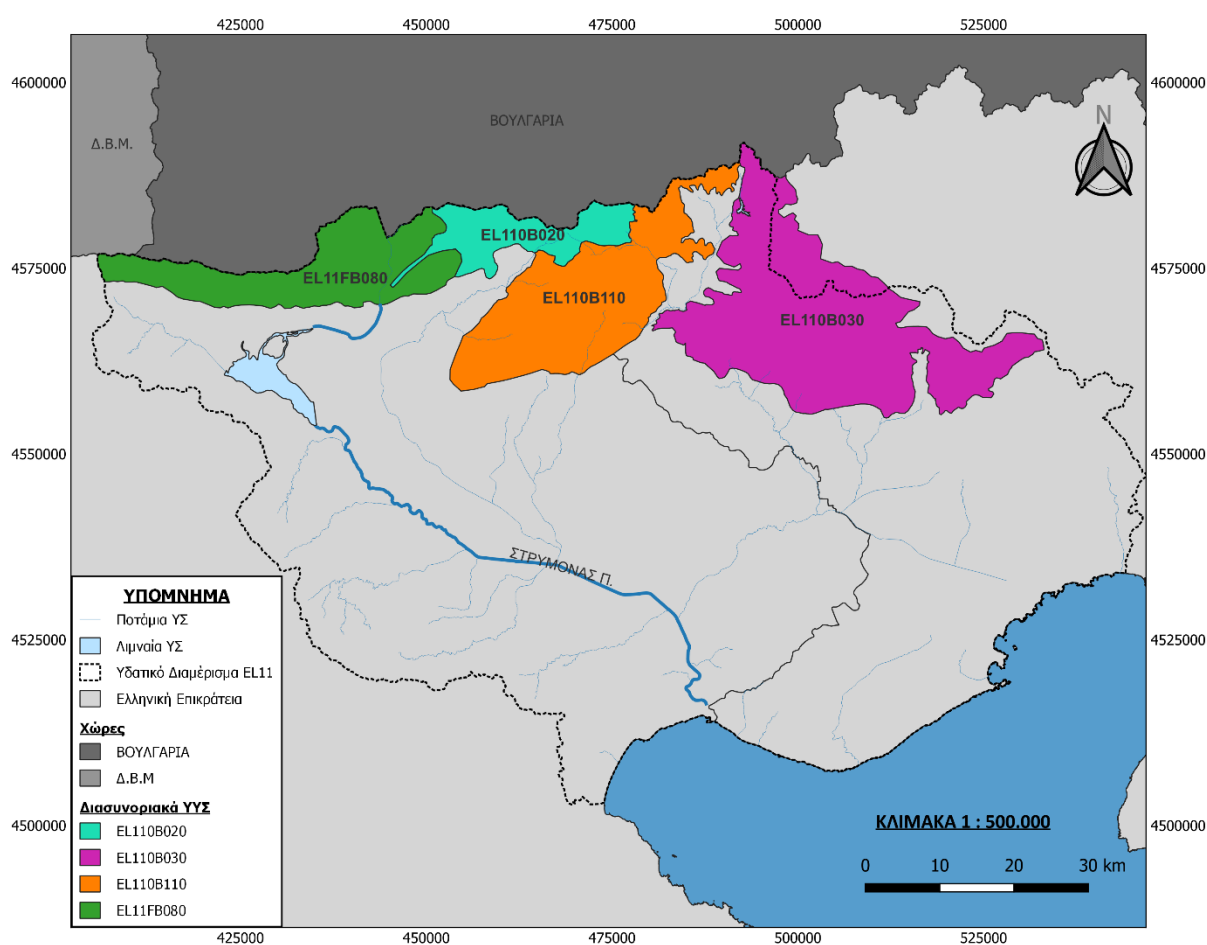 425000 450000 475000 500000 525000
4600000 4600000
N
ΒΟΥΛΓΑΡΙΑ
Δ.Β.Μ.
EL110B020
4575000 4575000
EL11FB080
EL110B110
EL110B030
4550000 4550000
ΣΤΡΥΜΟΝΑΣ Π.
4525000 4525000
ΥΠΟΜΝΗΜΑ
Ποτάμια ΥΣ
Λιμναία ΥΣ
Υδατικό Διαμέρισμα EL11
Ελληνική Επικράτεια
Χώρες
ΒΟΥΛΓΑΡΙΑ
Δ.Β.Μ
Διασυνοριακά ΥΥΣ
EL110B020
EL110B030
EL110B110
EL11FB080
4500000 4500000
ΚΛΙΜΑΚΑ 1 : 500.000
0 10 20 30 km
425000 450000 475000 500000 525000